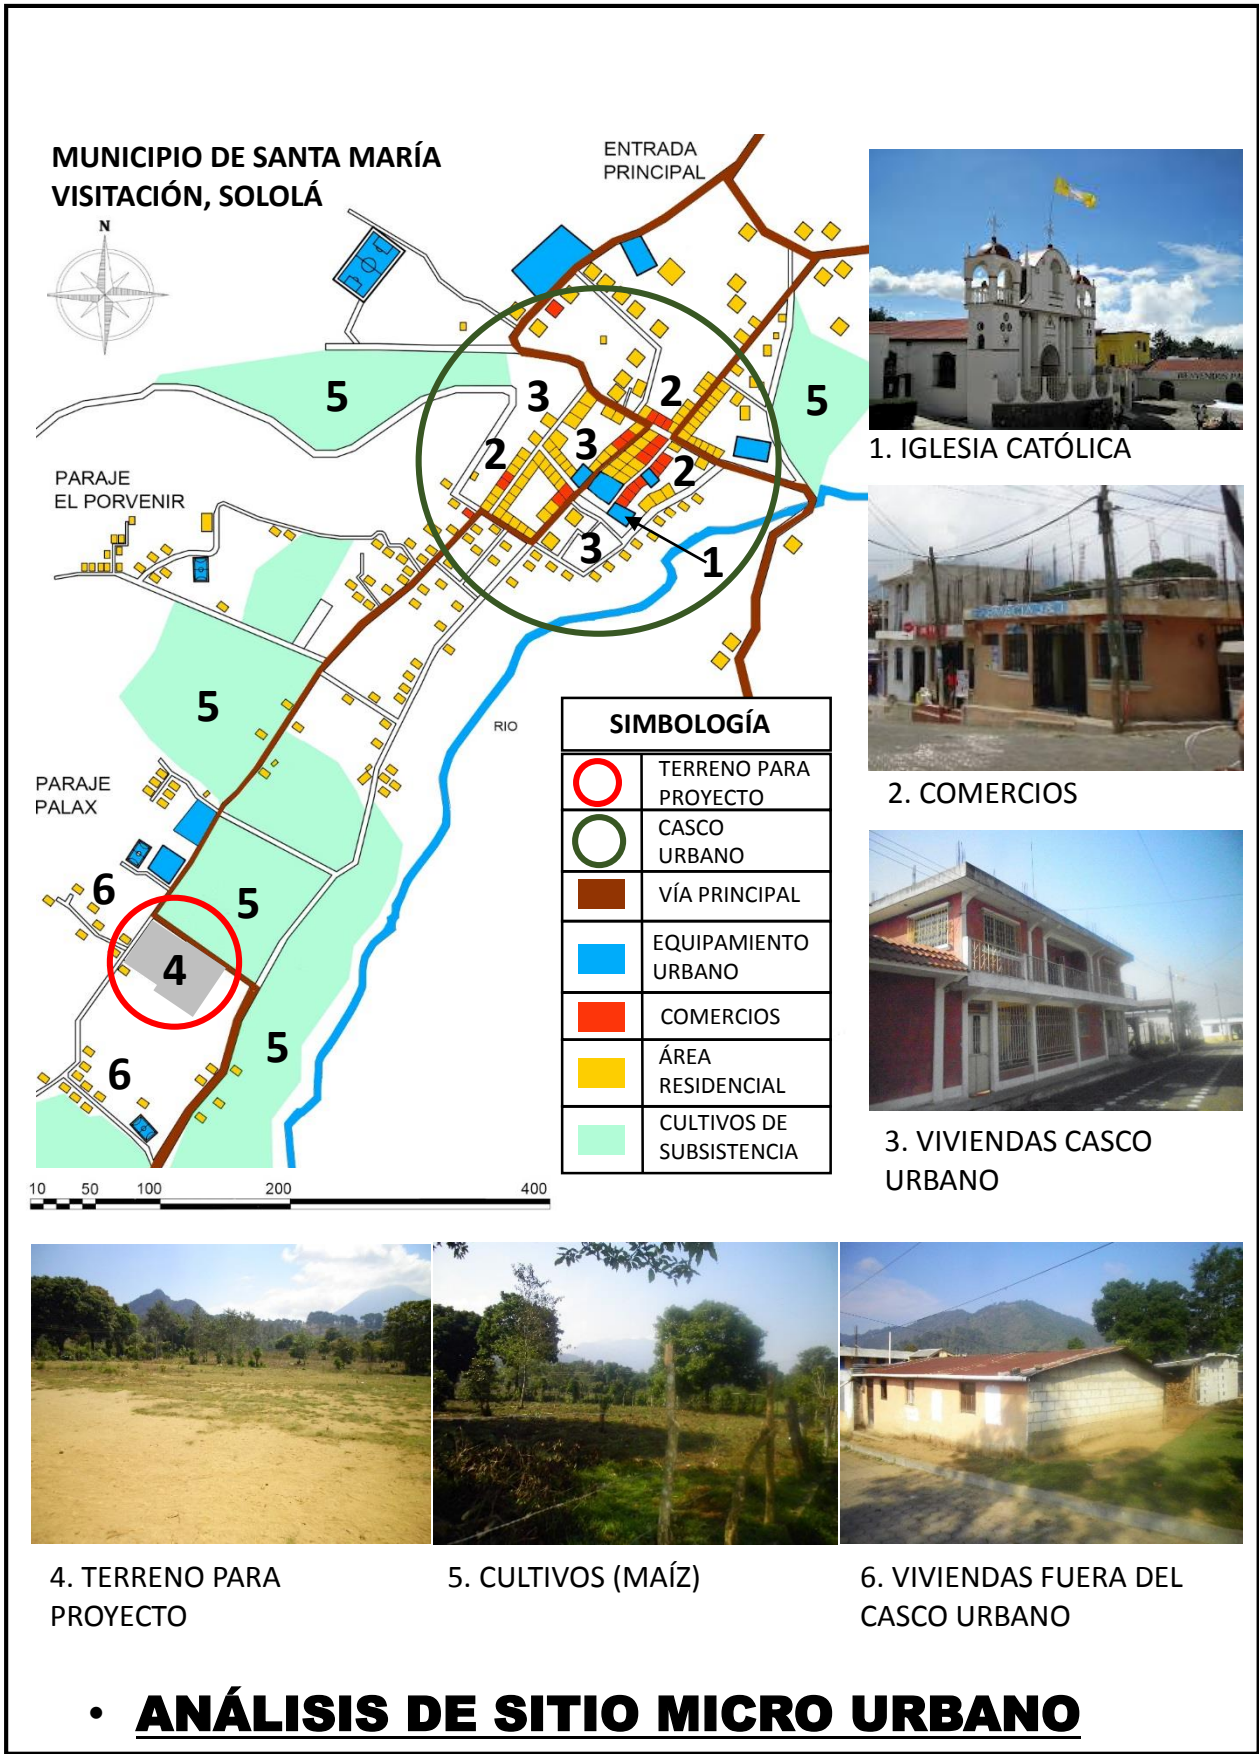 MUNICIPIO DE SANTA MARÍA
VISITACIÓN, SOLOLÁ
N
ENTRADA
PRINCIPAL
5
3
2
5
3
2
2
3
1
PARAJE
EL PORVENIR
5
RIO
PARAJE
PALAX
6
5
4
5
6
SIMBOLOGÍA
TERRENO PARA
PROYECTO
CASCO
URBANO
VÍA PRINCIPAL
EQUIPAMIENTO
URBANO
COMERCIOS
ÁREA
RESIDENCIAL
CULTIVOS DE
SUBSISTENCIA
10 50 100 200 400
1. IGLESIA CATÓLICA
2. COMERCIOS
3. VIVIENDAS CASCO
URBANO
4. TERRENO PARA
PROYECTO
5. CULTIVOS (MAÍZ)
6. VIVIENDAS FUERA DEL
CASCO URBANO
• ANÁLISIS DE SITIO MICRO URBANO